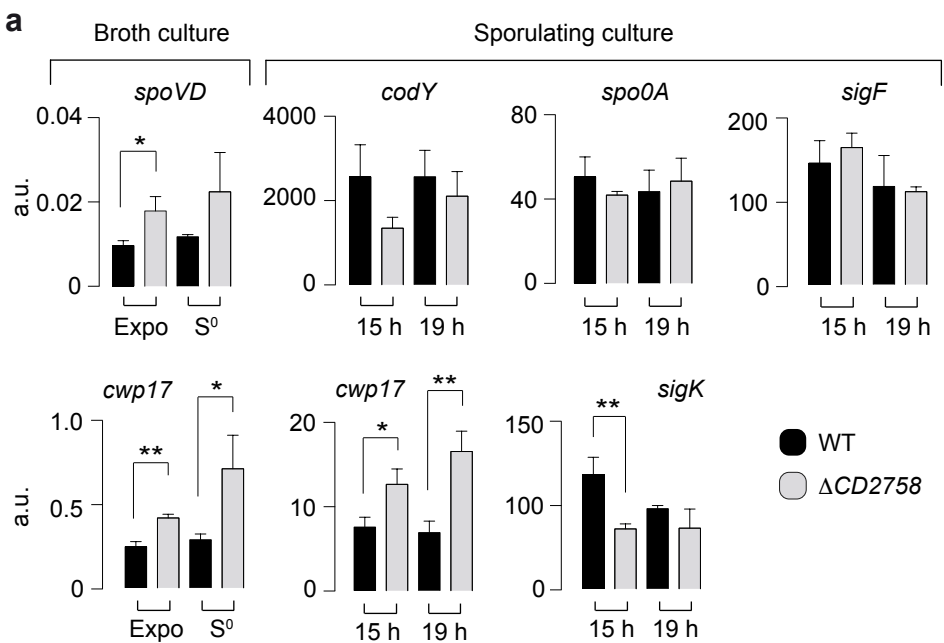 a
Broth culture
Sporulating culture
spoVD
codY
spo0A
sigF
a.u.
0.04
0.02
0
*
Expo
S⁰
4000
2000
0
15 h
19 h
80
40
0
15 h
19 h
200
100
0
15 h
19 h
cwp17
cwp17
sigK
a.u.
1.0
0.5
0
**
*
Expo
S⁰
20
10
0
*
**
15 h
19 h
150
100
0
**
15 h
19 h
WT
ΔCD2758